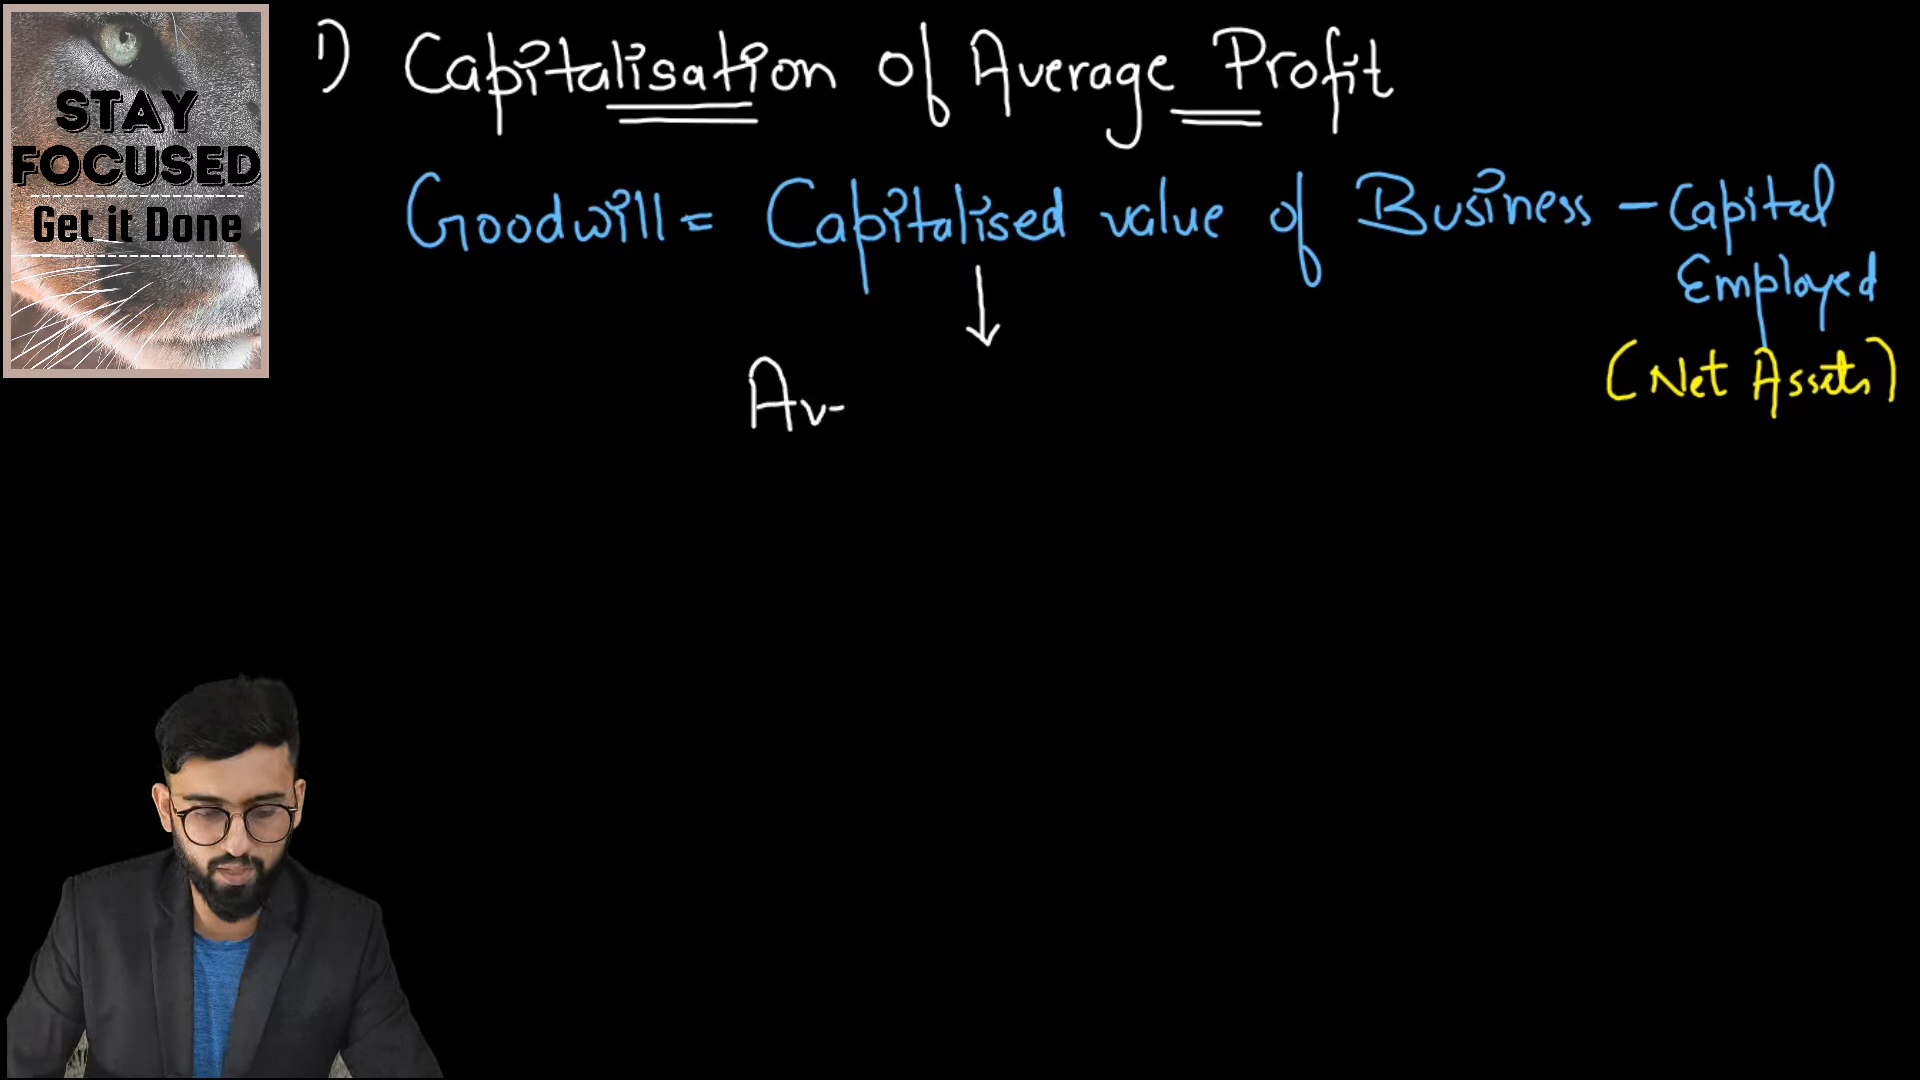 STAY
FOCUSED
Get it Done
1) Capitalisation of Average Profit
Goodwill = Capitalised value of Business - Capital
Employed
(Net Assets)
Av-